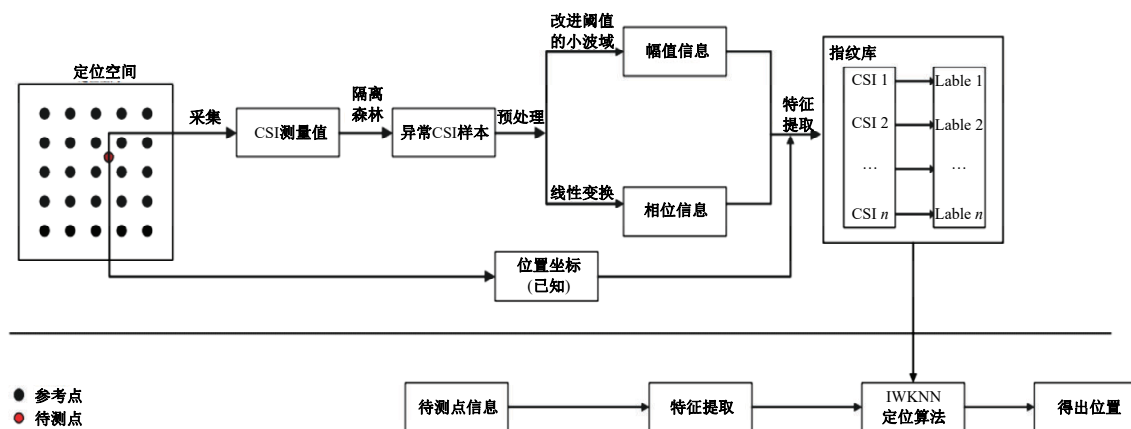 定位空间
采集
CSI测量值
隔离
森林
异常CSI样本
预处理
改进阈值
的小波域
幅值信息
线性变换
相位信息
位置坐标
(已知)
特征
提取
指纹库
CSI 1
Lable 1
CSI 2
Lable 2
…
…
CSI n
Lable n
参考点
待测点
待测点信息
特征提取
IWKNN
定位算法
得出位置